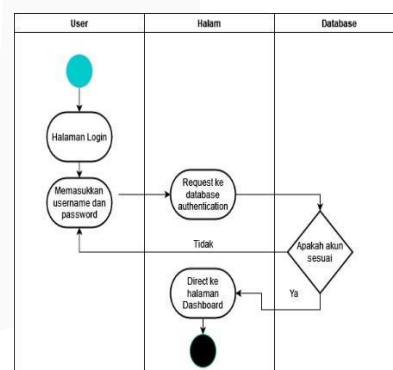 User
Halam
Database
Halaman Login
Memasukkan
username dan
password
Request ke
database
authentication
Apakah akun
sesuai
Tidak
Ya
Direct ke
halaman
Dashboard